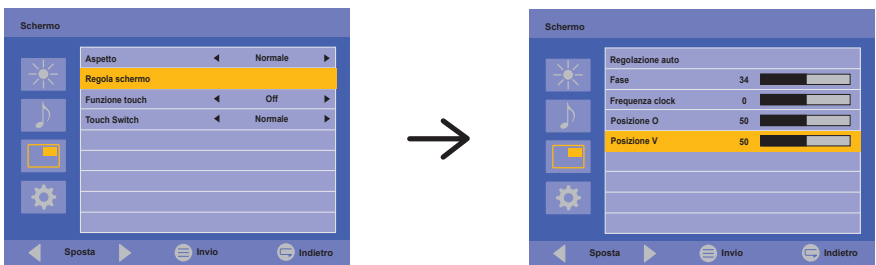 Schermo
Aspetto Normale
Regola schermo
Funzione touch Off
Touch Switch Normale
Sposta Invio Indietro
Schermo
Regolazione auto
Fase 34
Frequenza clock 0
Posizione O 50
Posizione V 50
Sposta Invio Indietro